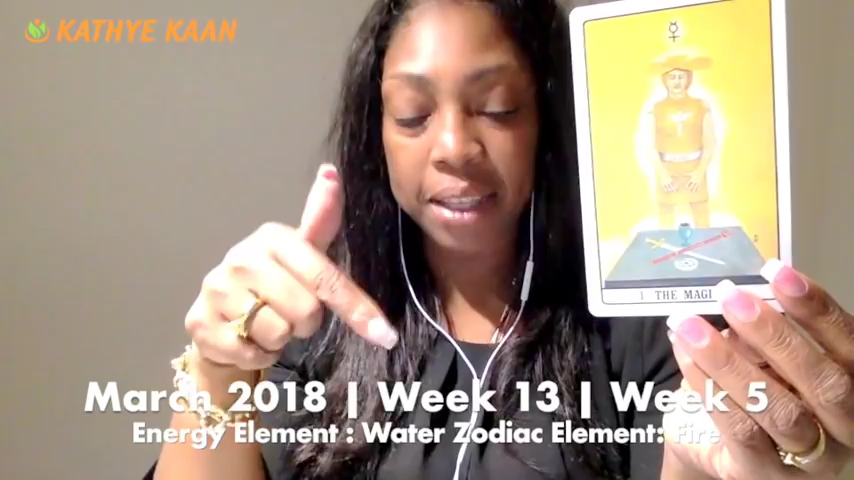 KATHYE KAAN
I THE MAGI
March 2018 | Week 13 | Week 5
Energy Element : Water Zodiac Element: Fire